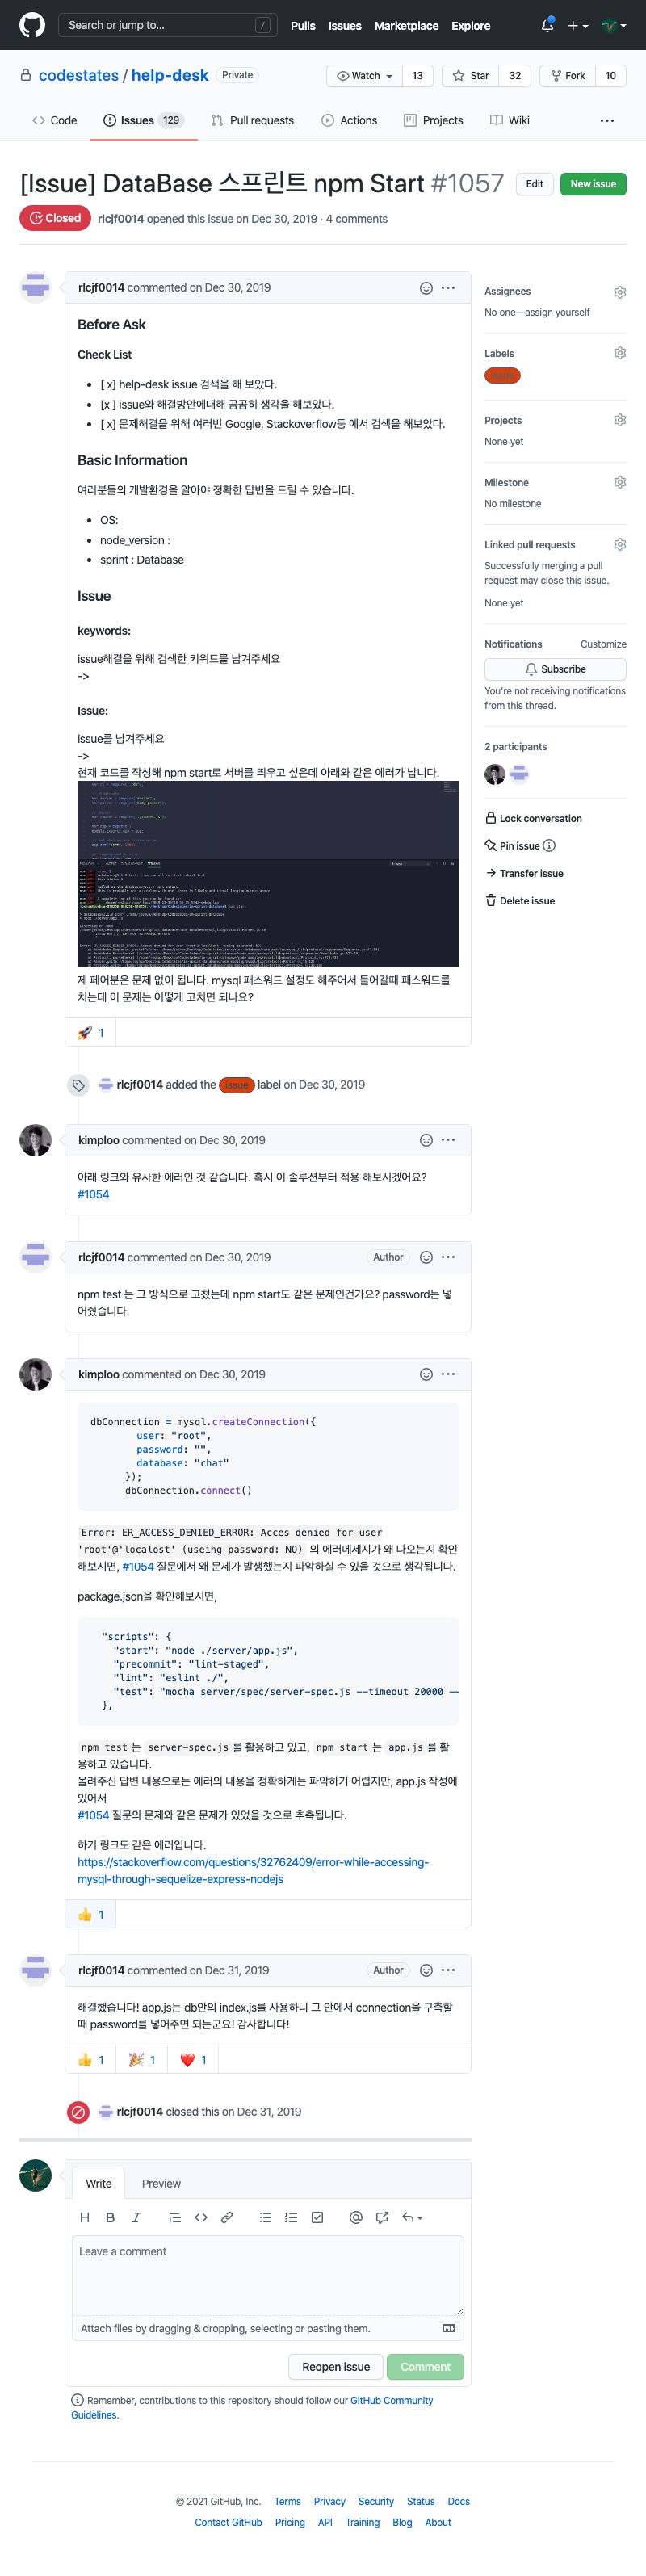 Search or jump to... /
Pulls Issues Marketplace Explore
codestates / help-desk Private
Watch 13 Star 32 Fork 10
Code Issues 129 Pull requests Actions Projects Wiki ...
[Issue] DataBase 스프린트 npm Start #1057
Edit New issue
Closed rlcjf0014 opened this issue on Dec 30, 2019 · 4 comments
rlcjf0014 commented on Dec 30, 2019
Before Ask
Check List
• [ x] help-desk issue 검색을 해 보았다.
• [x ] issue와 해결방안에대해 곰곰히 생각을 해보았다.
• [ x] 문제해결을 위해 여러번 Google, Stackoverflow등 에서 검색을 해보았다.
Basic Information
여러분들의 개발환경을 알아야 정확한 답변을 드릴 수 있습니다.
• OS:
• node_version :
• sprint : Database
Issue
keywords:
issue해결을 위해 검색한 키워드를 남겨주세요
->
Issue:
issue를 남겨주세요
->
현재 코드를 작성해 npm start로 서버를 띄우고 싶은데 아래와 같은 에러가 납니다.
제 페어분은 문제 없이 됩니다. mysql 패스워드 설정도 해주어서 들어갈때 패스워드를
치는데 이 문제는 어떻게 고치면 되나요?
🚀 1
Assignees
No one—assign yourself
Labels
issue
Projects
None yet
Milestone
No milestone
Linked pull requests
Successfully merging a pull
request may close this issue.
None yet
Notifications Customize
Subscribe
You're not receiving notifications
from this thread.
2 participants
Lock conversation
Pin issue
Transfer issue
Delete issue
rlcjf0014 added the issue label on Dec 30, 2019
kimploo commented on Dec 30, 2019
아래 링크와 유사한 에러인 것 같습니다. 혹시 이 솔루션부터 적용 해보시겠어요?
#1054
rlcjf0014 commented on Dec 30, 2019 Author
npm test 는 그 방식으로 고쳤는데 npm start도 같은 문제인건가요? password는 넣
어줬습니다.
kimploo commented on Dec 30, 2019
dbConnection = mysql.createConnection({
user: "root",
password: "",
database: "chat"
});
dbConnection.connect()
Error: ER_ACCESS_DENIED_ERROR: Acces denied for user
'root'@'localost' (useing password: NO) 의 에러메세지가 왜 나오는지 확인
해보시면, #1054 질문에서 왜 문제가 발생했는지 파악하실 수 있을 것으로 생각됩니다.
package.json을 확인해보시면,
"scripts": {
"start": "node ./server/app.js",
"precommit": "lint-staged",
"lint": "eslint ./",
"test": "mocha server/spec/server-spec.js --timeout 20000 --
},
npm test 는 server-spec.js 를 활용하고 있고, npm start 는 app.js 를 활
용하고 있습니다.
올려주신 답변 내용으로는 에러의 내용을 정확하게는 파악하기 어렵지만, app.js 작성에
있어서
#1054 질문의 문제와 같은 문제가 있었을 것으로 추측됩니다.
하기 링크도 같은 에러입니다.
https://stackoverflow.com/questions/32762409/error-while-accessing-
mysql-through-sequelize-express-nodejs
👍 1
rlcjf0014 commented on Dec 31, 2019 Author
해결했습니다! app.js는 db안의 index.js를 사용하니 그 안에서 connection을 구축할
때 password를 넣어주면 되는군요! 감사합니다!
👍 1 🎉 1 ❤️ 1
rlcjf0014 closed this on Dec 31, 2019
Write Preview
Leave a comment
Attach files by dragging & dropping, selecting or pasting them.
Reopen issue Comment
Remember, contributions to this repository should follow our GitHub Community
Guidelines.
© 2021 GitHub, Inc. Terms Privacy Security Status Docs
Contact GitHub Pricing API Training Blog About